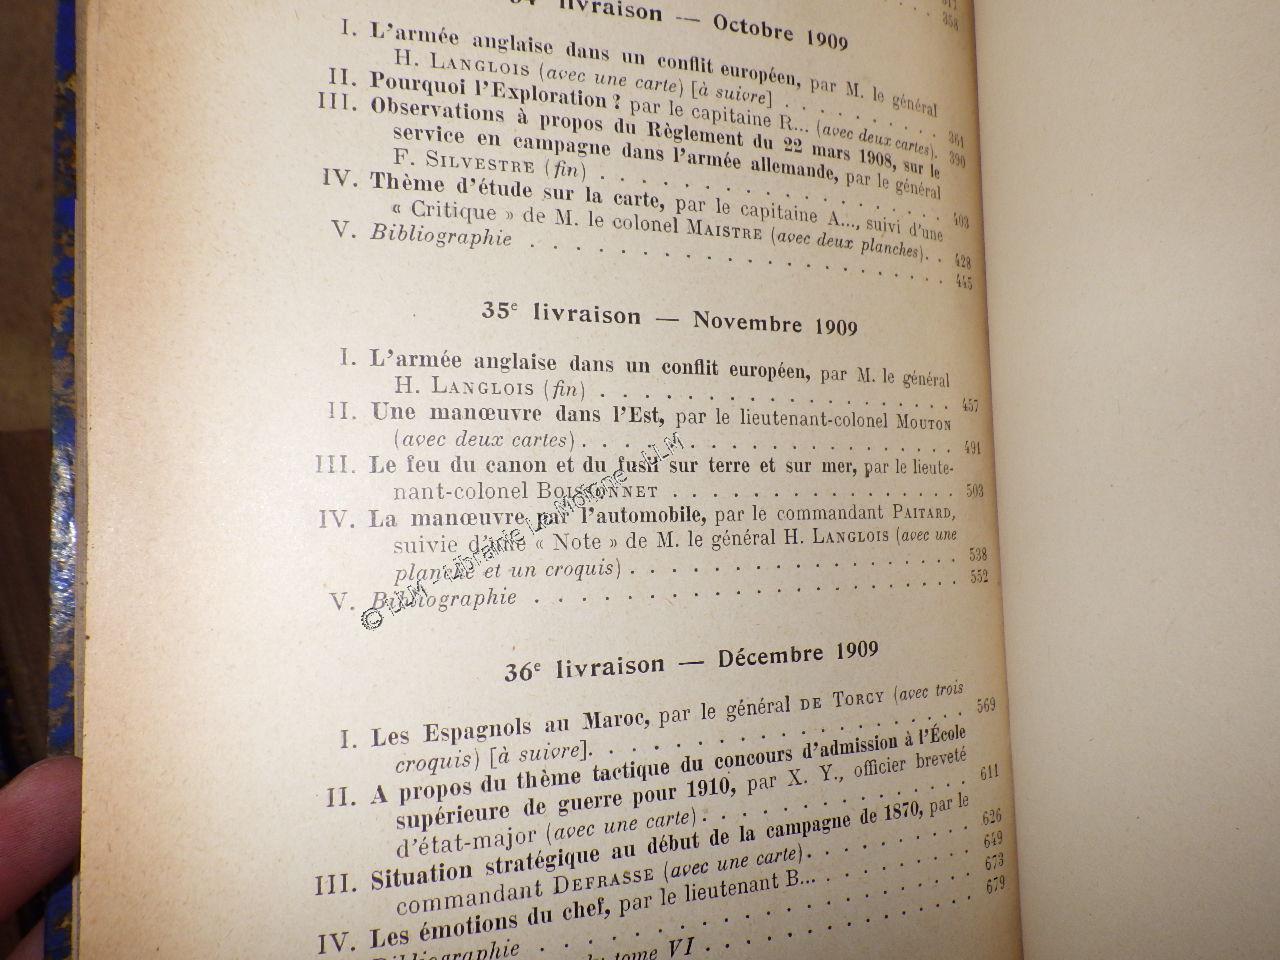 livraison — Octobre 1909
358
I. L'armée anglaise dans un conflit européen, par M. le général
H. LANGLOIS (avec une carte) [à suivre] . . . . . . . . . . 361
II. Pourquoi l'Exploration ? par le capitaine R... (avec deux cartes). 390
III. Observations à propos du Règlement du 22 mars 1908, sur le
service en campagne dans l'armée allemande, par le général
F. SILVESTRE (fin) . . . . . . . . . . . . . . . . 403
IV. Thème d'étude sur la carte, par le capitaine A..., suivi d'une
« Critique » de M. le colonel MAISTRE (avec deux planches). . 428
V. Bibliographie . . . . . . . . . . . . . . . . . 445
35e livraison — Novembre 1909
I. L'armée anglaise dans un conflit européen, par M. le général
H. LANGLOIS (fin) . . . . . . . . . . . . . . . . 457
II. Une manœuvre dans l'Est, par le lieutenant-colonel MOUTON
(avec deux cartes) . . . . . . . . . . . . . . . . 491
III. Le feu du canon et du fusil sur terre et sur mer, par le lieute-
nant-colonel BOISSONNET . . . . . . . . . . . . . . 503
IV. La manœuvre par l'automobile, par le commandant PAITARD,
suivie d'une « Note » de M. le général H. LANGLOIS (avec une
planche et un croquis) . . . . . . . . . . . . . . . 538
V. Bibliographie . . . . . . . . . . . . . . . . . . 552
© LLM - Librairie La Moligne - LLM
36e livraison — Décembre 1909
I. Les Espagnols au Maroc, par le général DE TORCY (avec trois
croquis) [à suivre]. . . . . . . . . . . . . . . . . 569
II. A propos du thème tactique du concours d'admission à l'École
supérieure de guerre pour 1910, par X. Y., officier breveté
d'état-major (avec une carte) . . . . . . . . . . . . . 611
III. Situation stratégique au début de la campagne de 1870, par le
commandant DEFRASSE (avec une carte). . . . . . . . . 626
IV. Les émotions du chef, par le lieutenant B... . . . . . . . . 649
Bibliographie . . . . . . . . . . . . . . . . . . 673
tome VI . . . . . . . . . . . . . 679